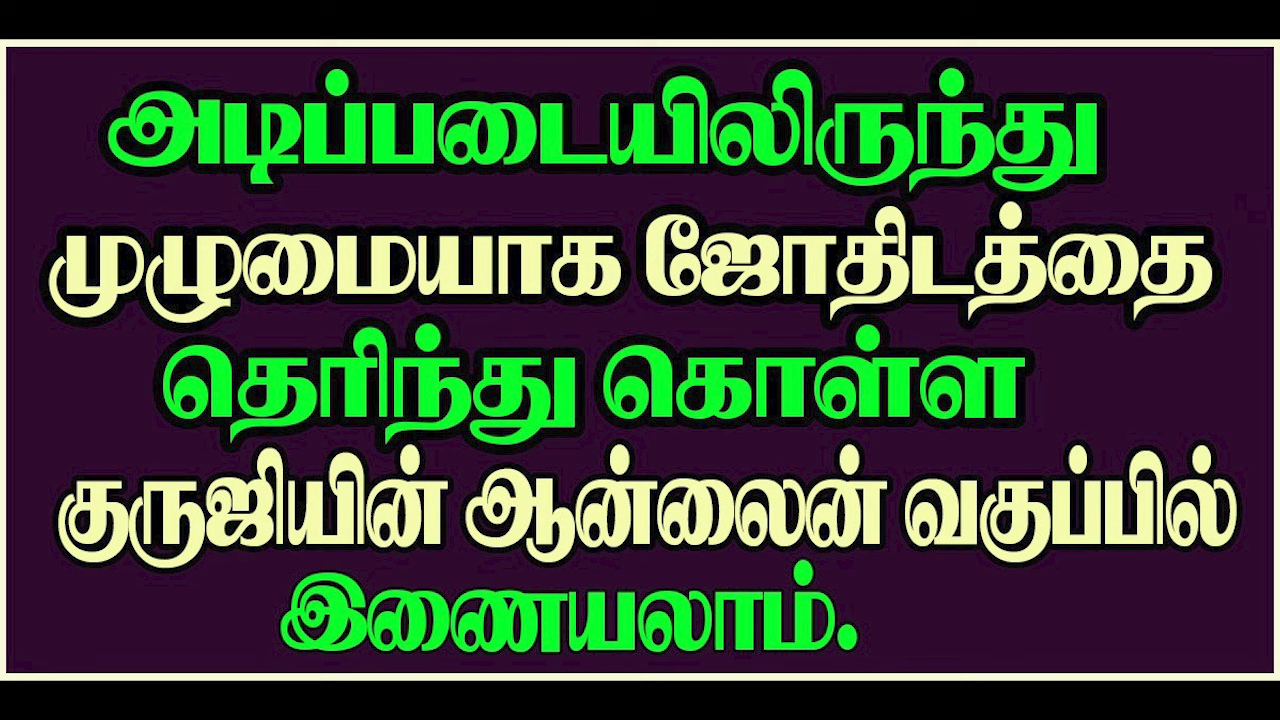 அடிப்படையிலிருந்து
முழுமையாக ஜோதிடத்தை
தெரிந்து கொள்ள
குருஜியின் ஆன்லைன் வகுப்பில்
இணையலாம்.